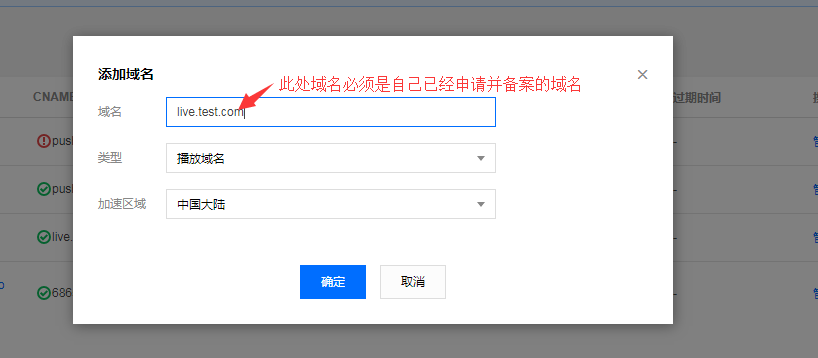 添加域名
此处域名必须是自己已经申请并备案的域名
CNAME
过期时间
域名
live.test.com
push
-
类型
播放域名
push
-
加速区域
中国大陆
live.
-
确定
取消
686
-